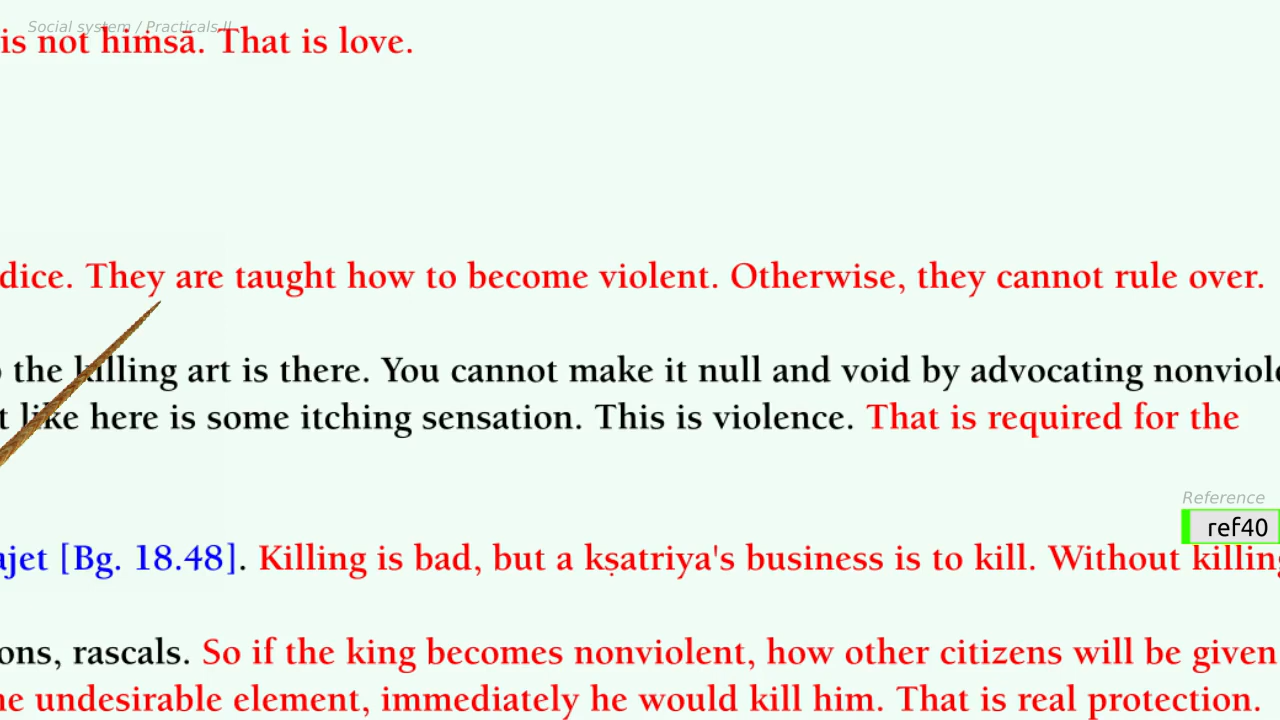 Social system / Practicals II
is not hiṁsā. That is love.
dice. They are taught how to become violent. Otherwise, they cannot rule over.
the killing art is there. You cannot make it null and void by advocating
like here is some itching sensation. This is violence. That is required for the
Reference
ref40
[Bg. 18.48]. Killing is bad, but a kṣatriya's business is to kill. Without killing
rascals. So if the king becomes nonviolent, how other citizens will be given
undesirable element, immediately he would kill him. That is real protection.